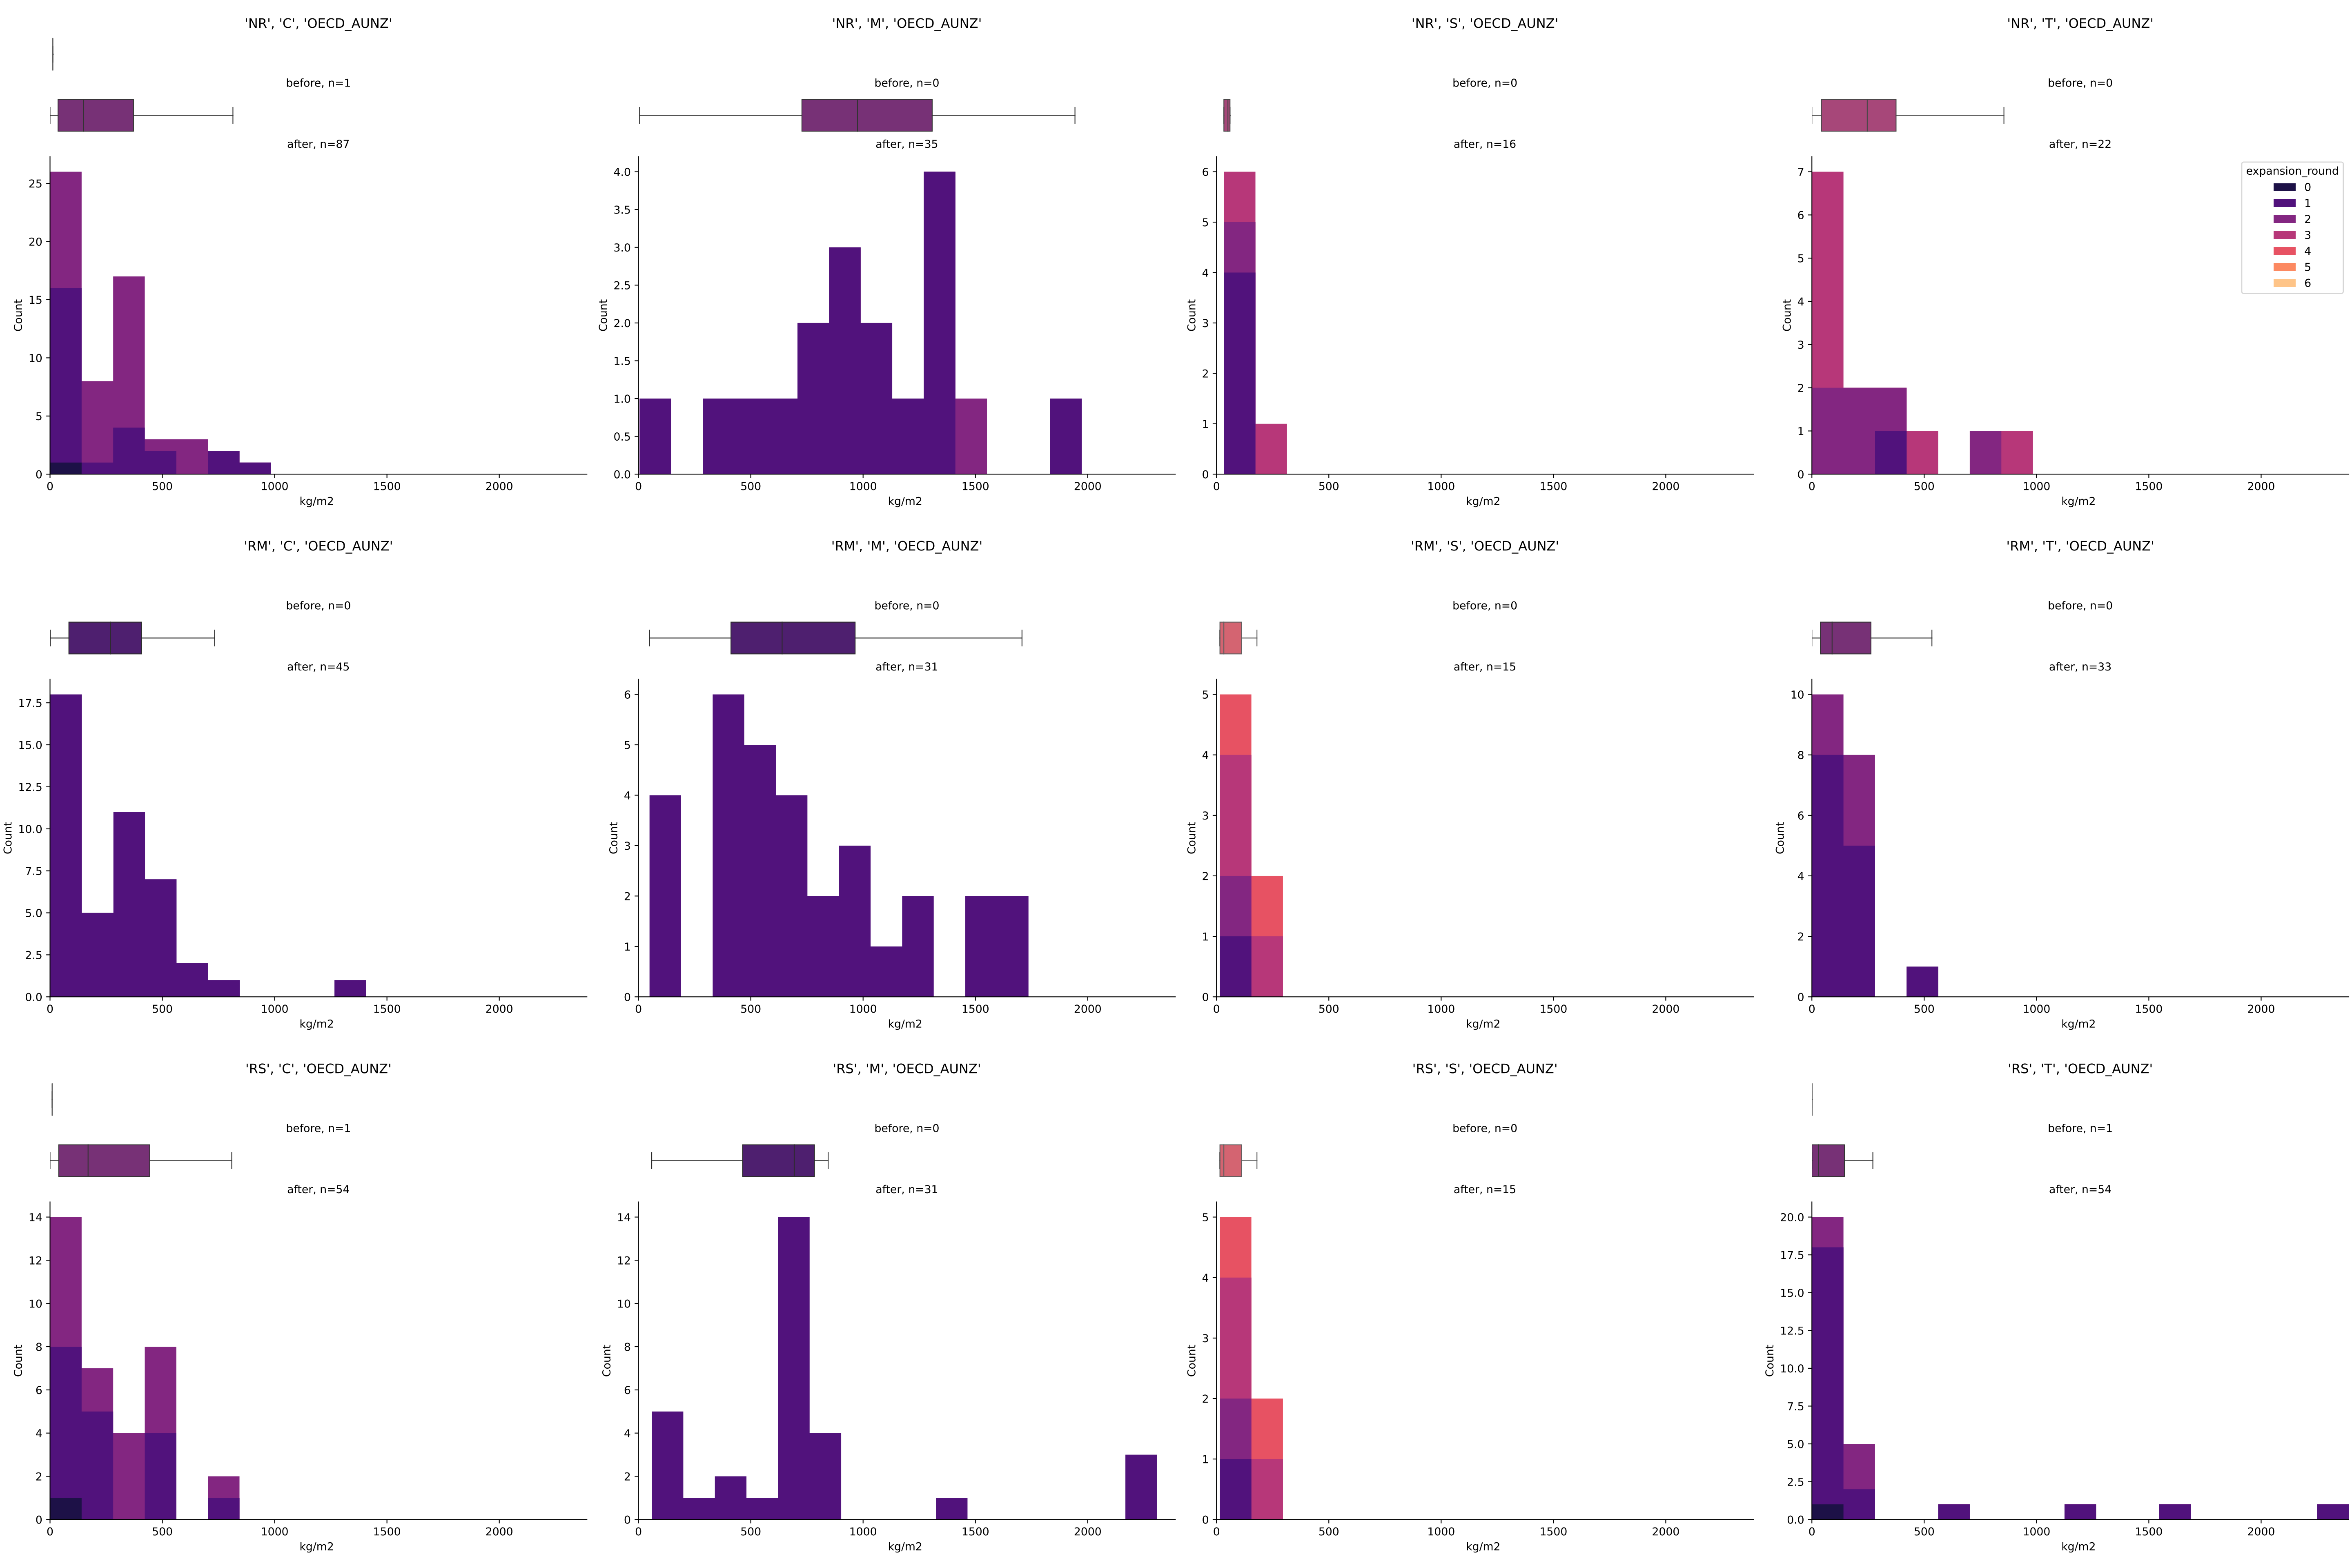 'NR', 'C', 'OECD_AUNZ'
before, n=1
after, n=87
25
20
15
10
5
0
Count
0 500 1000 1500 2000
kg/m2
'NR', 'M', 'OECD_AUNZ'
before, n=0
after, n=35
4.0
3.5
3.0
2.5
2.0
1.5
1.0
0.5
0.0
Count
0 500 1000 1500 2000
kg/m2
'NR', 'S', 'OECD_AUNZ'
before, n=0
after, n=16
6
5
4
3
2
1
0
Count
0 500 1000 1500 2000
kg/m2
'NR', 'T', 'OECD_AUNZ'
before, n=0
after, n=22
7
6
5
4
3
2
1
0
Count
0 500 1000 1500 2000
kg/m2
expansion_round
0
1
2
3
4
5
6
'RM', 'C', 'OECD_AUNZ'
before, n=0
after, n=45
17.5
15.0
12.5
10.0
7.5
5.0
2.5
0.0
Count
0 500 1000 1500 2000
kg/m2
'RM', 'M', 'OECD_AUNZ'
before, n=0
after, n=31
6
5
4
3
2
1
0
Count
0 500 1000 1500 2000
kg/m2
'RM', 'S', 'OECD_AUNZ'
before, n=0
after, n=15
5
4
3
2
1
0
Count
0 500 1000 1500 2000
kg/m2
'RM', 'T', 'OECD_AUNZ'
before, n=0
after, n=33
10
8
6
4
2
0
Count
0 500 1000 1500 2000
kg/m2
'RS', 'C', 'OECD_AUNZ'
before, n=1
after, n=54
14
12
10
8
6
4
2
0
Count
0 500 1000 1500 2000
kg/m2
'RS', 'M', 'OECD_AUNZ'
before, n=0
after, n=31
14
12
10
8
6
4
2
0
Count
0 500 1000 1500 2000
kg/m2
'RS', 'S', 'OECD_AUNZ'
before, n=0
after, n=15
5
4
3
2
1
0
Count
0 500 1000 1500 2000
kg/m2
'RS', 'T', 'OECD_AUNZ'
before, n=1
after, n=54
20.0
17.5
15.0
12.5
10.0
7.5
5.0
2.5
0.0
Count
0 500 1000 1500 2000
kg/m2